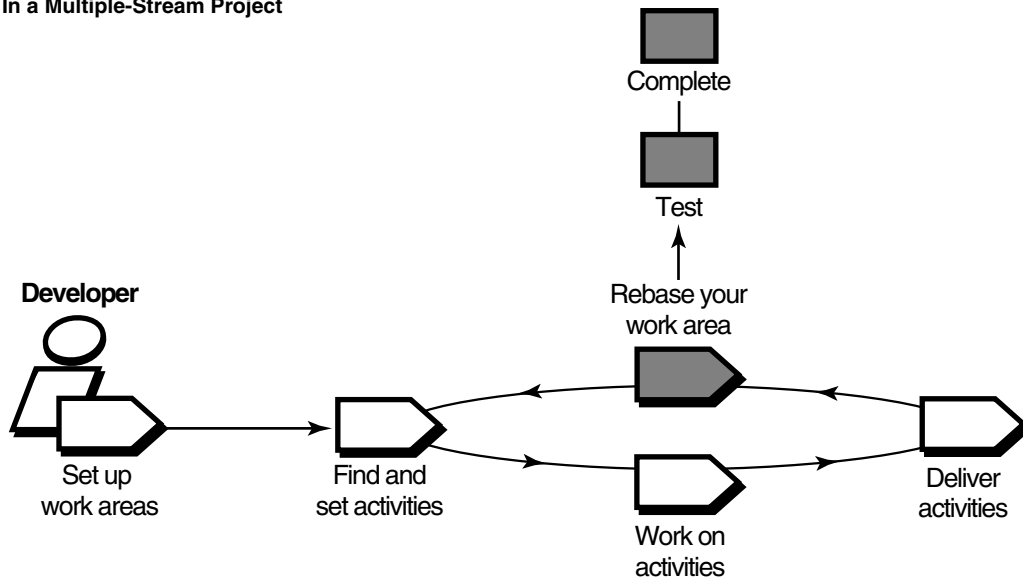 In a Multiple-Stream Project
Complete
Test
Rebase your
work area
Developer
Set up
work areas
Find and
set activities
Work on
activities
Deliver
activities